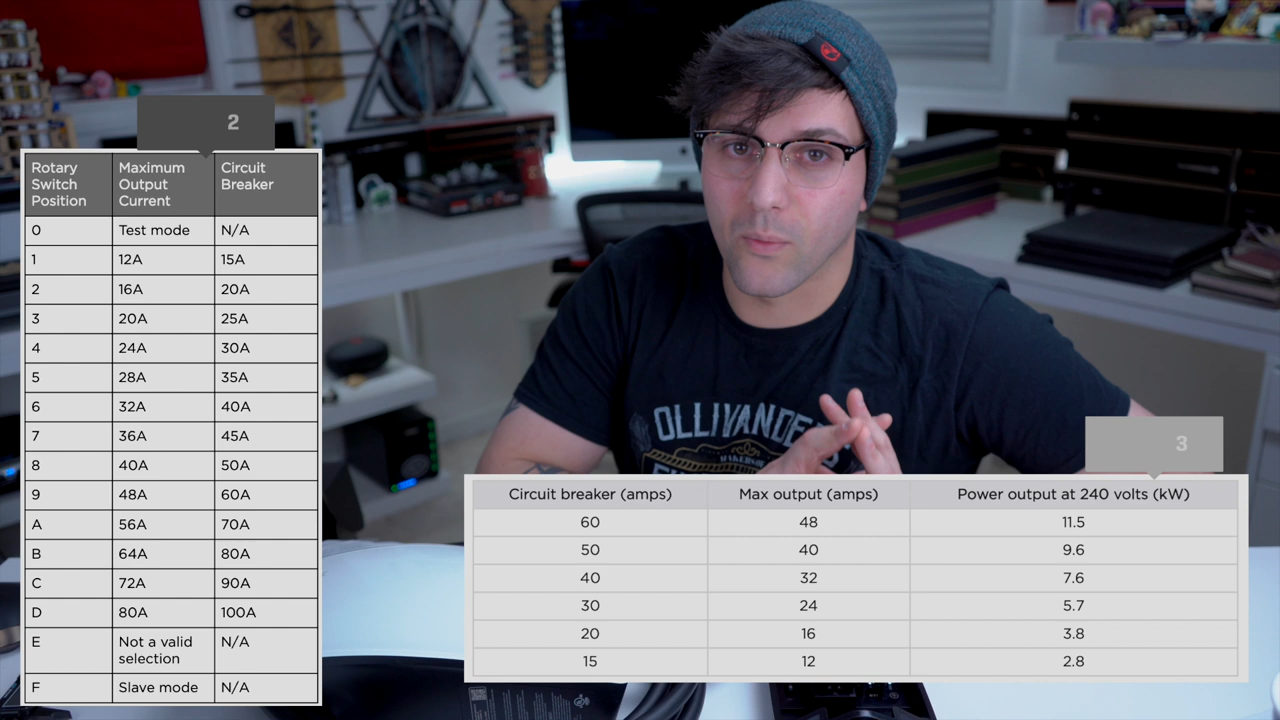 2
Rotary Switch Position | Maximum Output Current | Circuit Breaker
0 | Test mode | N/A
1 | 12A | 15A
2 | 16A | 20A
3 | 20A | 25A
4 | 24A | 30A
5 | 28A | 35A
6 | 32A | 40A
7 | 36A | 45A
8 | 40A | 50A
9 | 48A | 60A
A | 56A | 70A
B | 64A | 80A
C | 72A | 90A
D | 80A | 100A
E | Not a valid selection | N/A
F | Slave mode | N/A
OLLIVANDE
MAKERS O
3
Circuit breaker (amps) | Max output (amps) | Power output at 240 volts (kW)
60 | 48 | 11.5
50 | 40 | 9.6
40 | 32 | 7.6
30 | 24 | 5.7
20 | 16 | 3.8
15 | 12 | 2.8